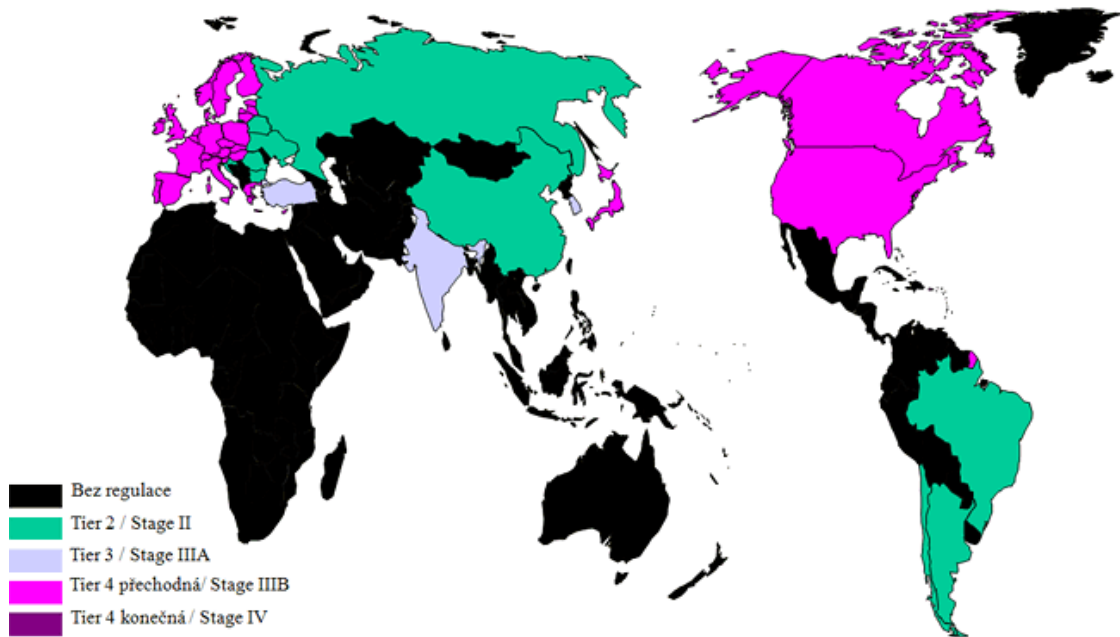 Bez regulace
Tier 2 / Stage II
Tier 3 / Stage IIIA
Tier 4 přechodná/ Stage IIIB
Tier 4 konečná / Stage IV